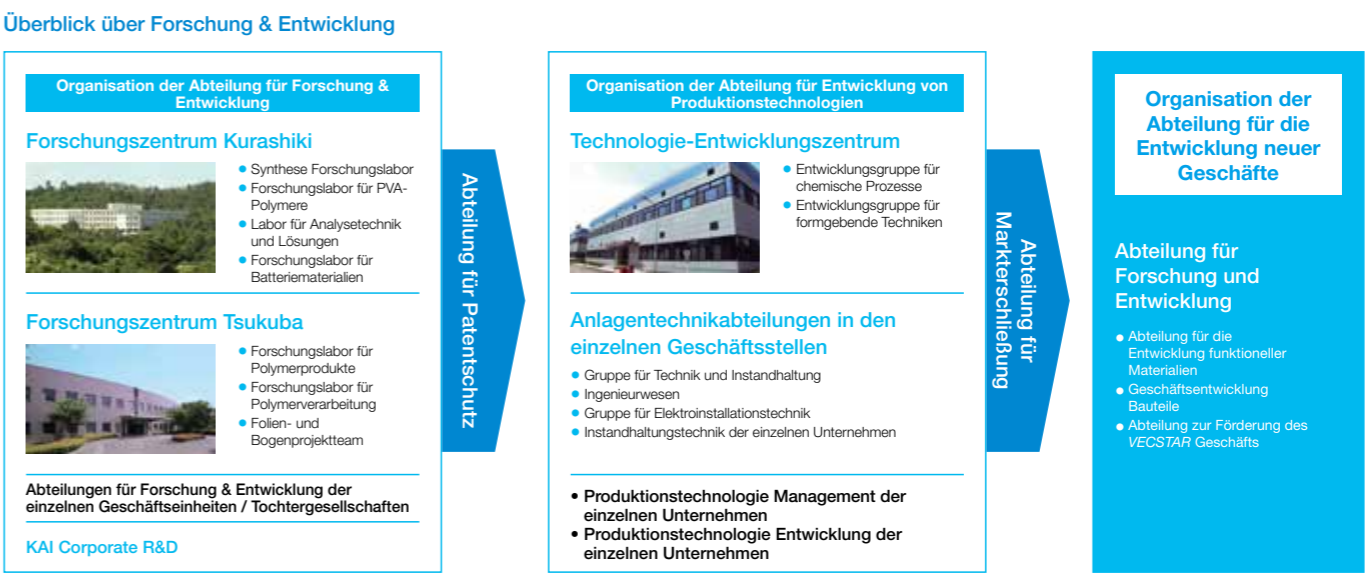 Überblick über Forschung & Entwicklung
Organisation der Abteilung für Forschung &
Entwicklung
Forschungszentrum Kurashiki
• Synthese Forschungslabor
• Forschungslabor für PVA-
Polymere
• Labor für Analysetechnik
und Lösungen
• Forschungslabor für
Batteriematerialien
Forschungszentrum Tsukuba
• Forschungslabor für
Polymerprodukte
• Forschungslabor für
Polymerverarbeitung
• Folien- und
Bogenprojektteam
Abteilungen für Forschung & Entwicklung der
einzelnen Geschäftseinheiten / Tochtergesellschaften
KAI Corporate R&D
Abteilung für Patentschutz
Organisation der Abteilung für Entwicklung von
Produktionstechnologien
Technologie-Entwicklungszentrum
• Entwicklungsgruppe für
chemische Prozesse
• Entwicklungsgruppe für
formgebende Techniken
Anlagentechnikabteilungen in den
einzelnen Geschäftsstellen
• Gruppe für Technik und Instandhaltung
• Ingenieurwesen
• Gruppe für Elektroinstallationstechnik
• Instandhaltungstechnik der einzelnen Unternehmen
• Produktionstechnologie Management der
einzelnen Unternehmen
• Produktionstechnologie Entwicklung der
einzelnen Unternehmen
Abteilung für
Markterschließung
Organisation der
Abteilung für die
Entwicklung neuer
Geschäfte
Abteilung für
Forschung und
Entwicklung
• Abteilung für die
Entwicklung funktioneller
Materialien
• Geschäftsentwicklung
Bauteile
• Abteilung zur Förderung des
VECSTAR Geschäfts